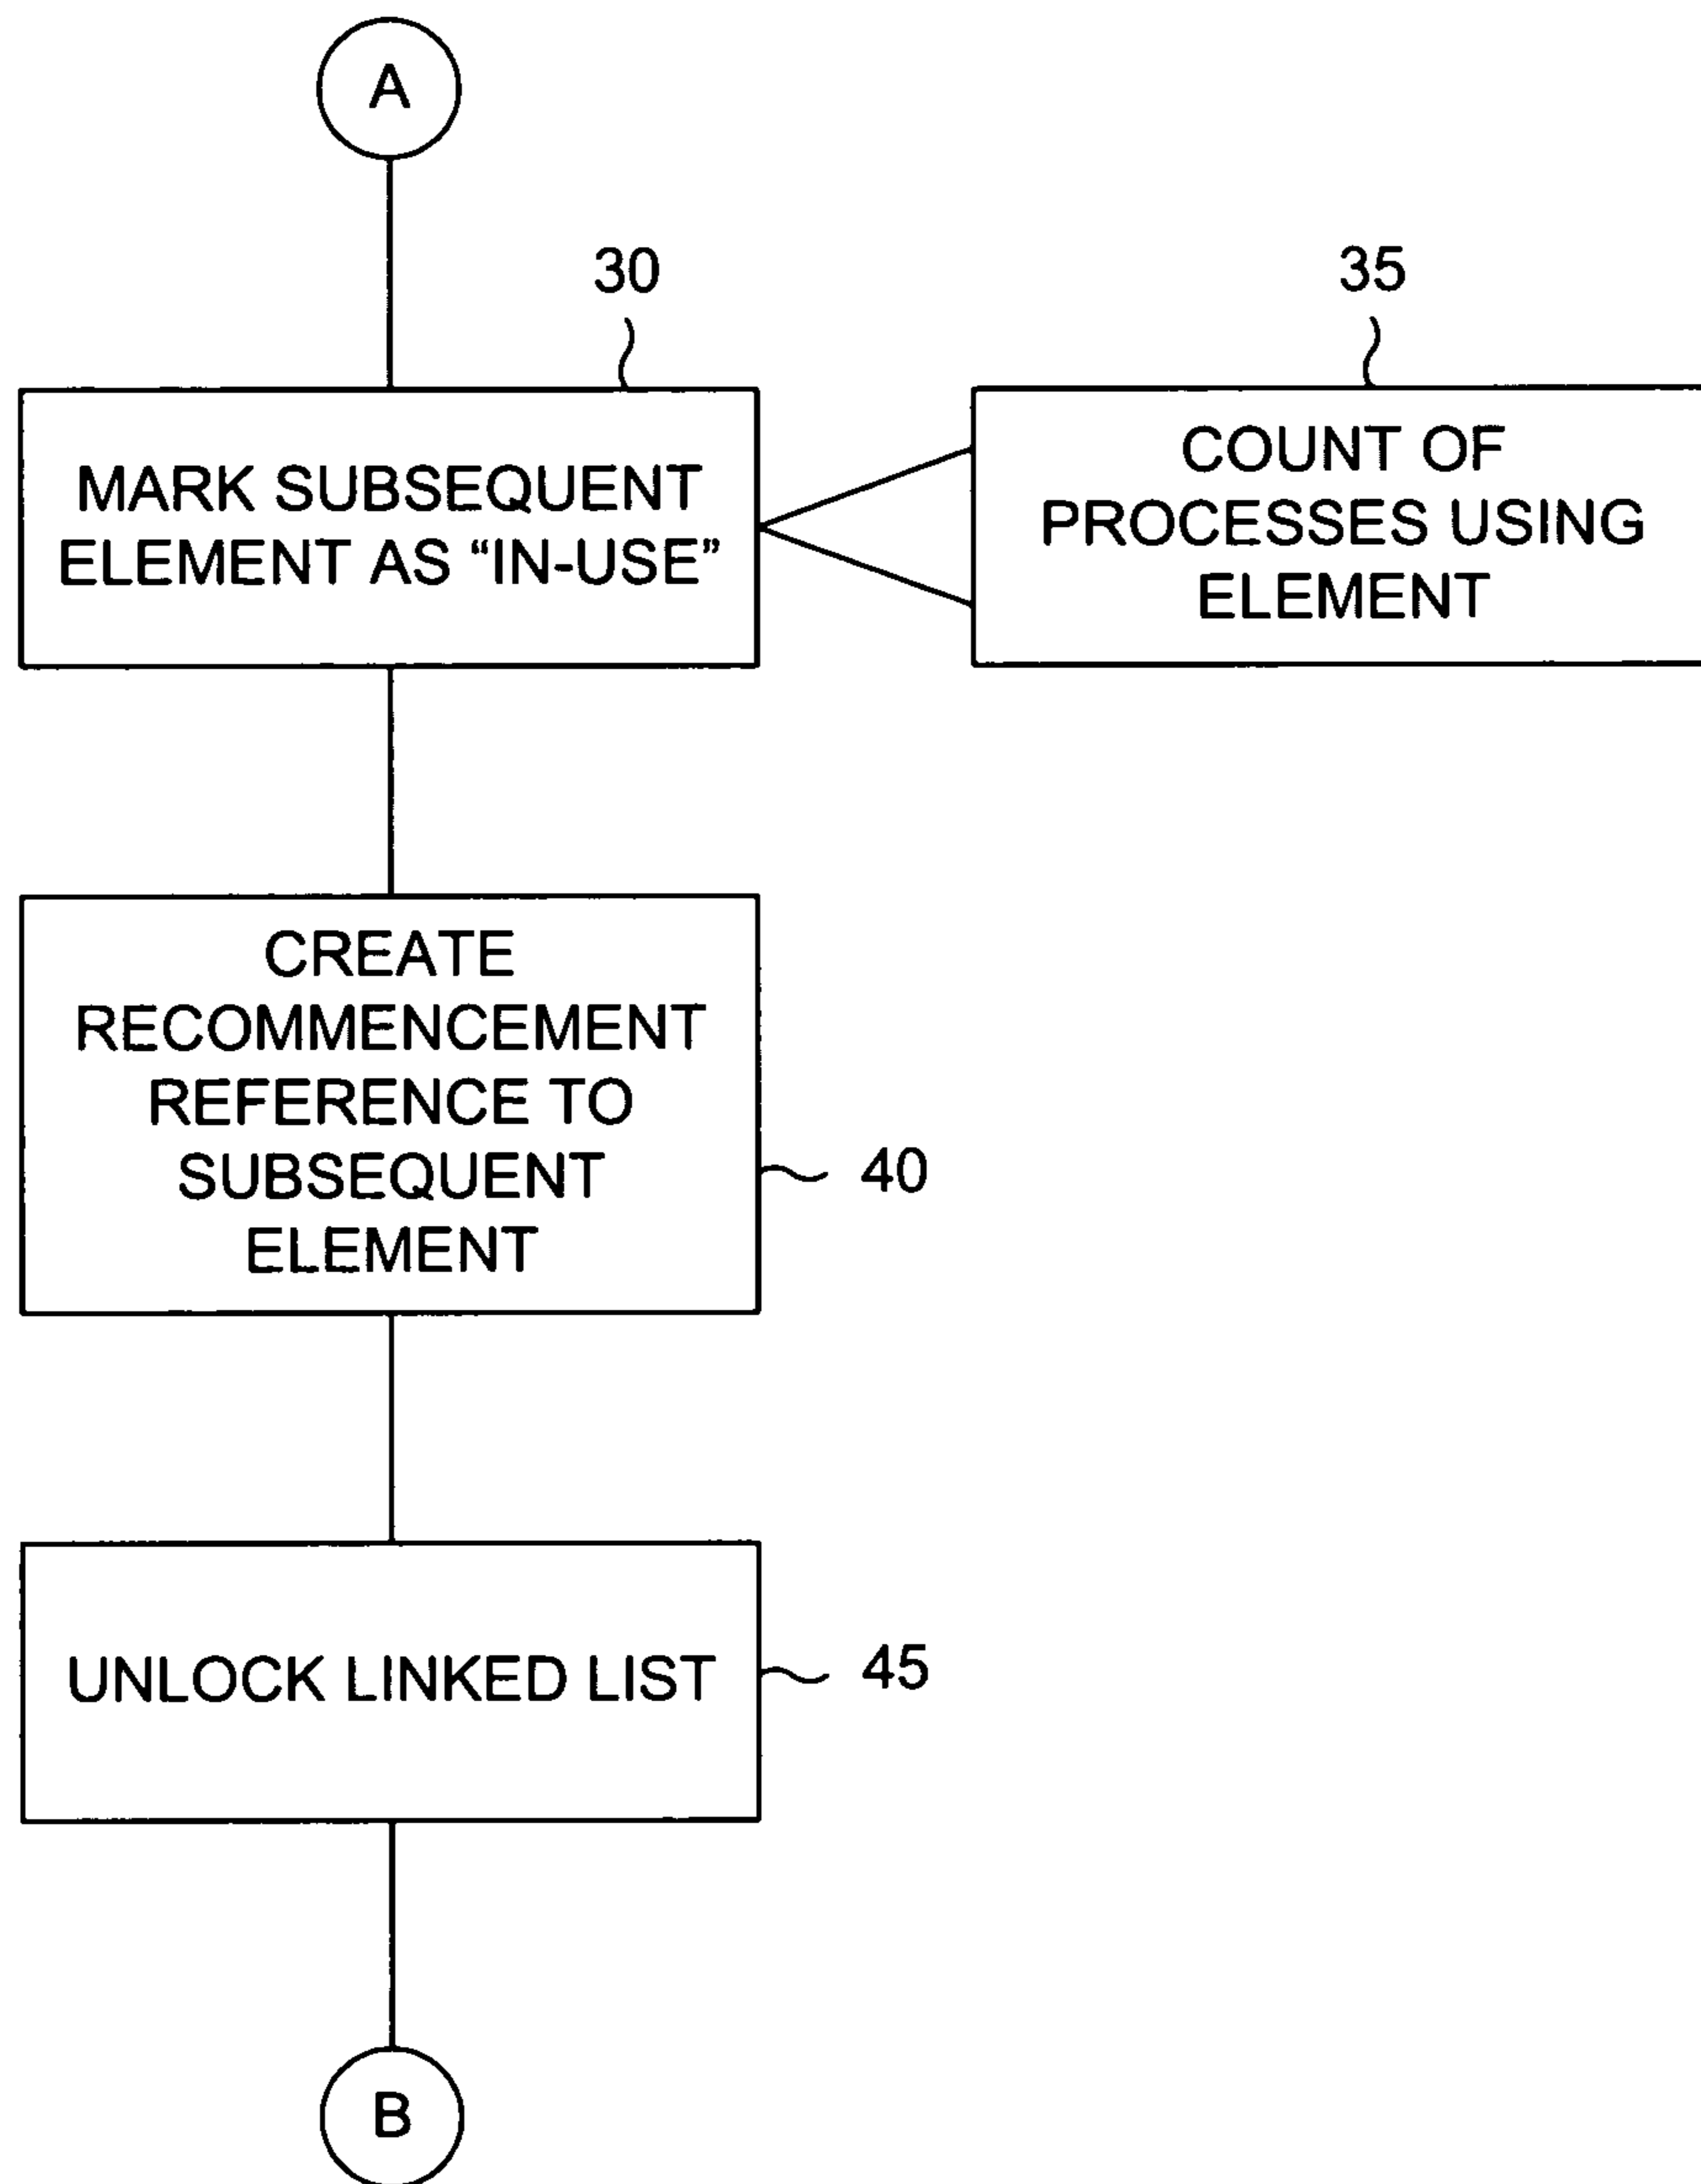 A
30
35
MARK SUBSEQUENT
ELEMENT AS “IN-USE”
COUNT OF
PROCESSES USING
ELEMENT
CREATE
RECOMMENCEMENT
REFERENCE TO
SUBSEQUENT
ELEMENT
40
UNLOCK LINKED LIST
45
B